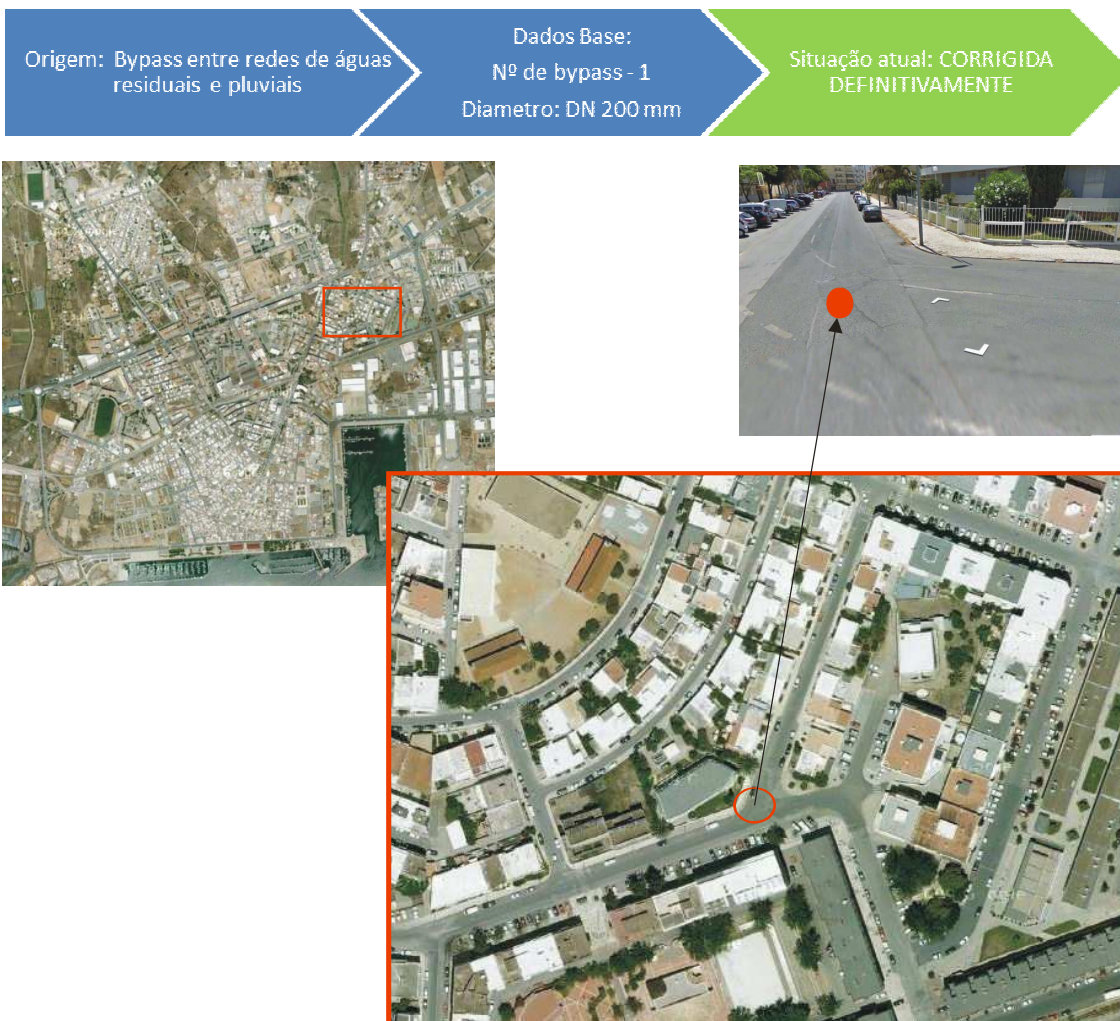 Origem: Bypass entre redes de águas
residuais e pluviais
Dados Base:
Nº de bypass - 1
Diametro: DN 200 mm
Situação atual: CORRIGIDA
DEFINITIVAMENTE